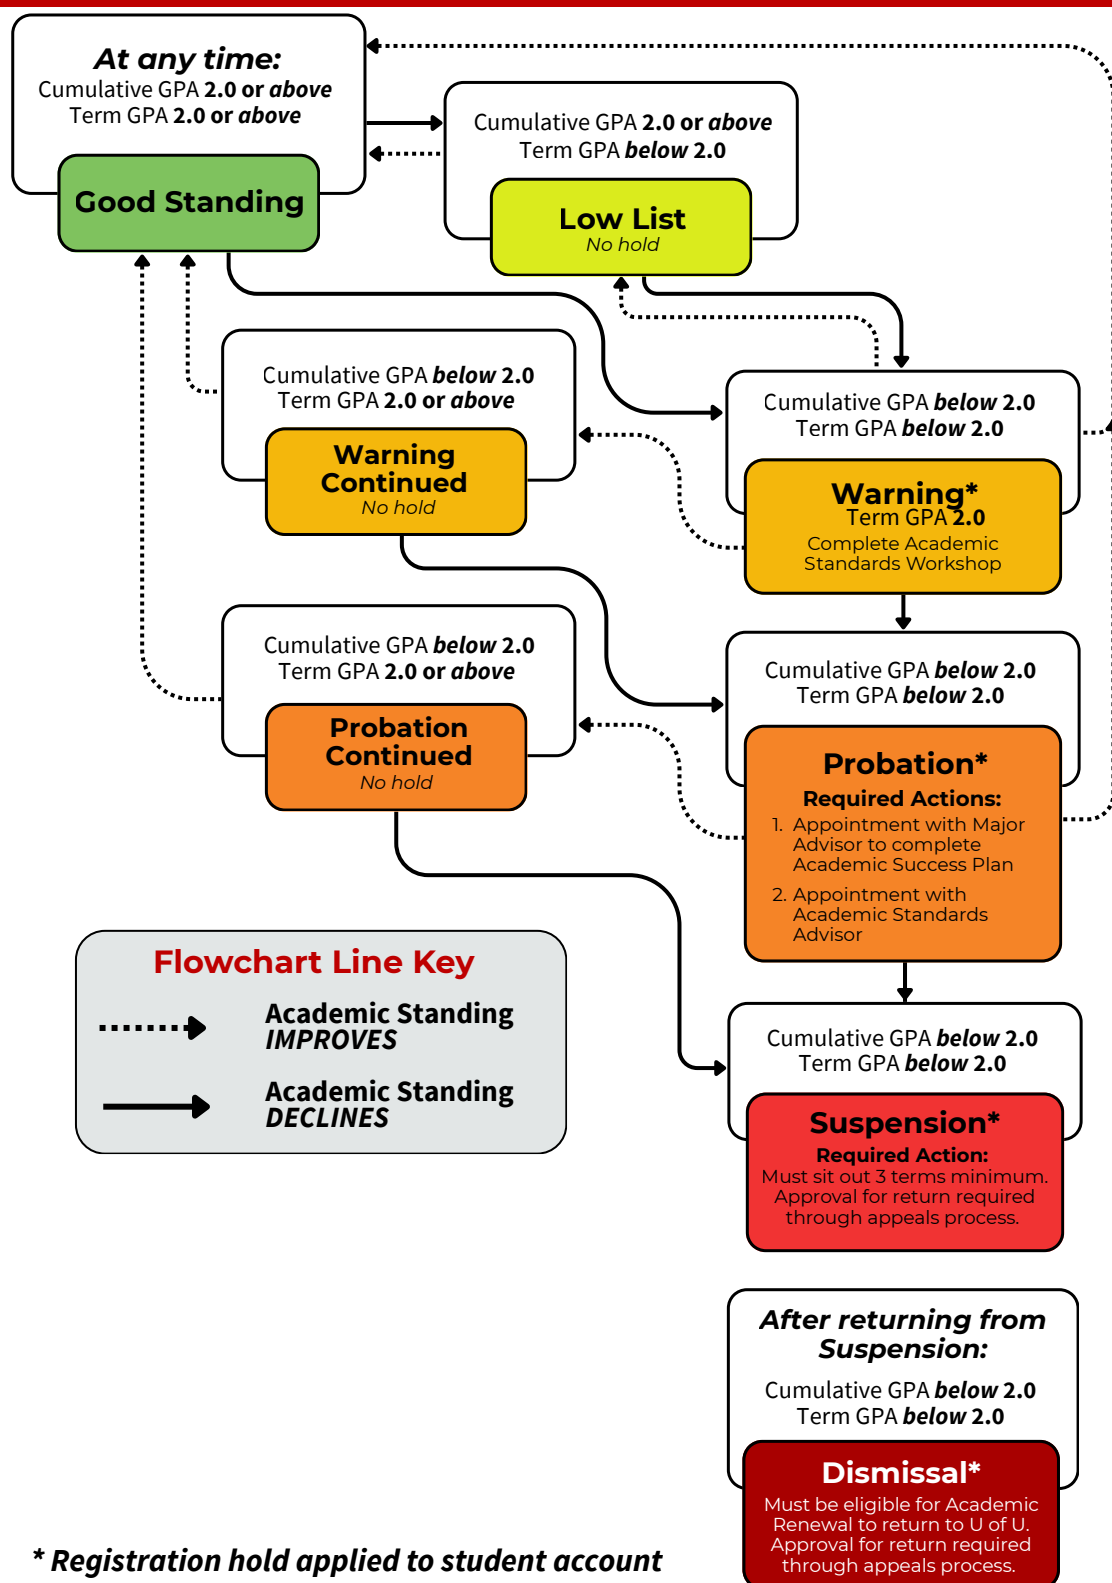 At any time:
Cumulative GPA 2.0 or above
Term GPA 2.0 or above
Good Standing
Cumulative GPA 2.0 or above
Term GPA below 2.0
Low List
No hold
Cumulative GPA below 2.0
Term GPA 2.0 or above
Warning
Continued
No hold
Cumulative GPA below 2.0
Term GPA below 2.0
Warning*
Term GPA 2.0
Complete Academic
Standards Workshop
Cumulative GPA below 2.0
Term GPA 2.0 or above
Probation
Continued
No hold
Cumulative GPA below 2.0
Term GPA below 2.0
Probation*
Required Actions:
1. Appointment with Major
Advisor to complete
Academic Success Plan
2. Appointment with
Academic Standards
Advisor
Flowchart Line Key
Academic Standing
IMPROVES
Academic Standing
DECLINES
Cumulative GPA below 2.0
Term GPA below 2.0
Suspension*
Required Action:
Must sit out 3 terms minimum.
Approval for return required
through appeals process.
After returning from
Suspension:
Cumulative GPA below 2.0
Term GPA below 2.0
Dismissal*
Must be eligible for Academic
Renewal to return to U of U.
Approval for return required
through appeals process.
* Registration hold applied to student account